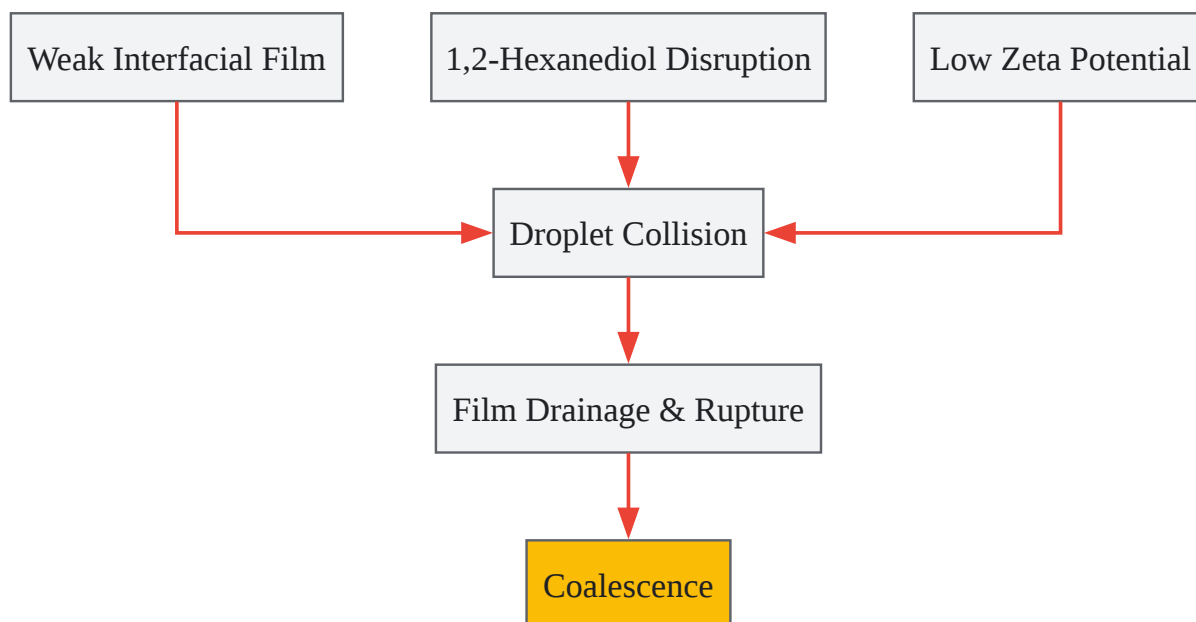 Weak Interfacial Film
1,2-Hexanediol Disruption
Low Zeta Potential
Droplet Collision
Film Drainage & Rupture
Coalescence